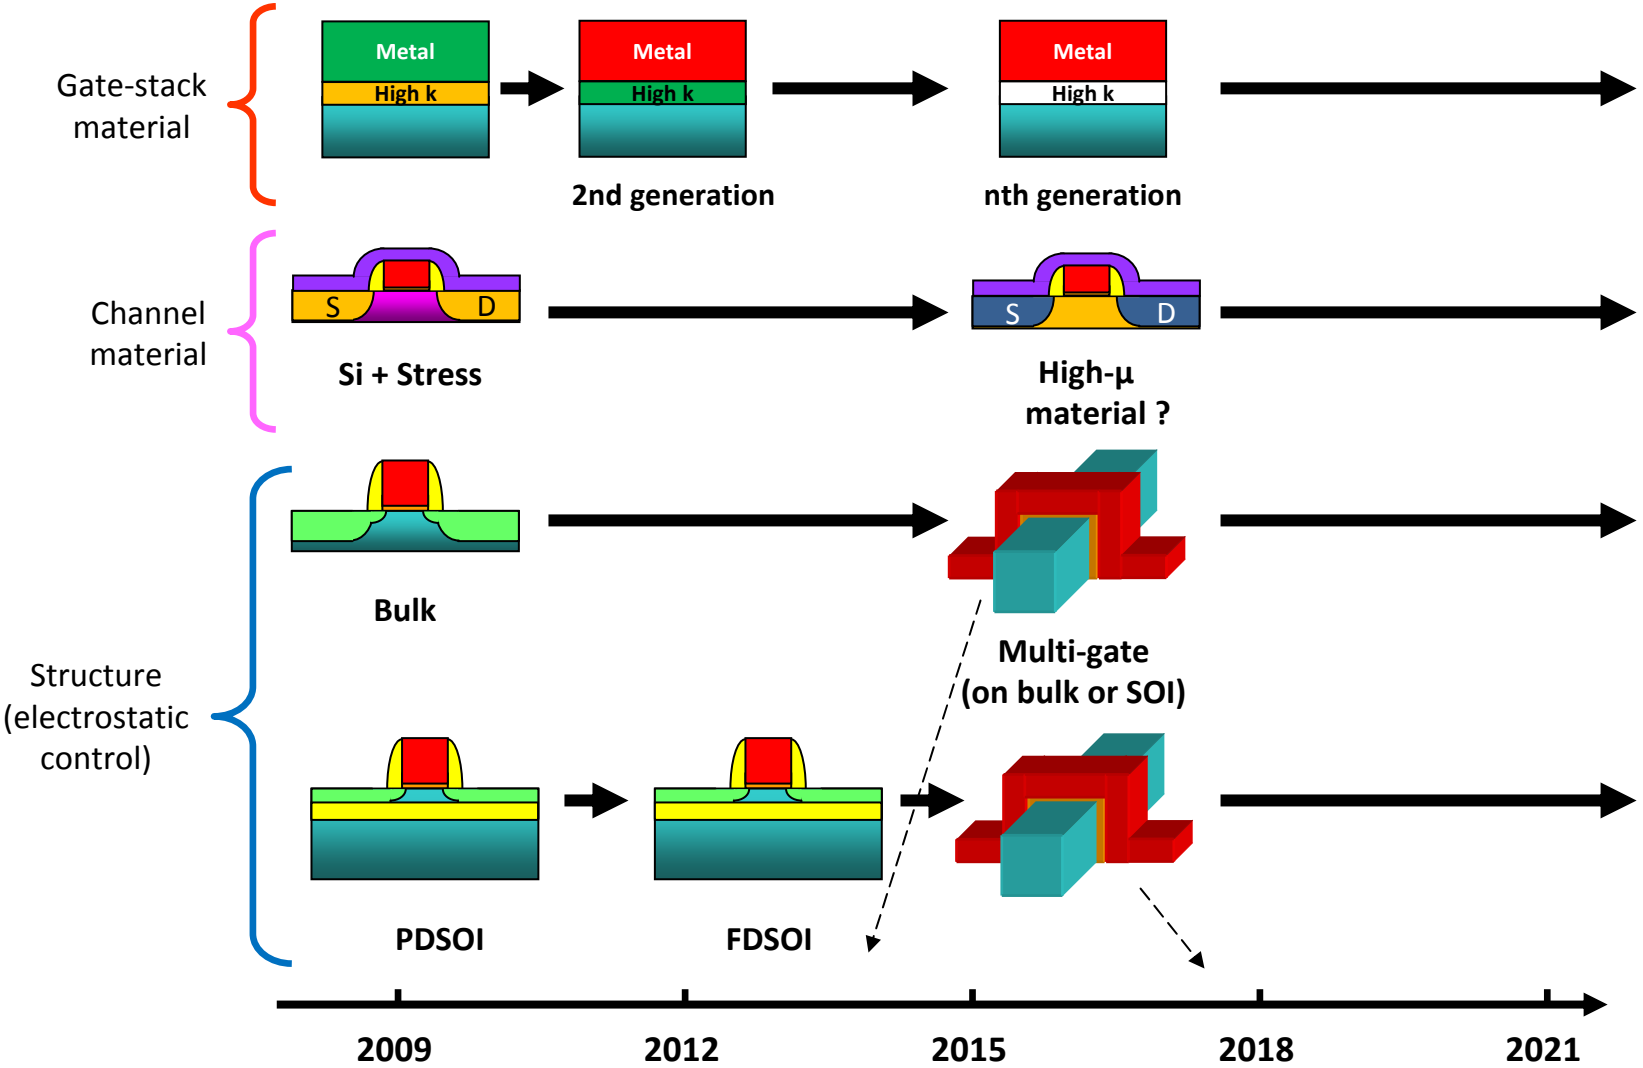 Metal
High k
Metal
High k
Metal
High k
Gate-stack
material
2nd generation
nth generation
S
D
S
D
Channel
material
Si + Stress
High-μ
material ?
Bulk
Multi-gate
(on bulk or SOI)
Structure
(electrostatic
control)
PDSOI
FDSOI
2009
2012
2015
2018
2021